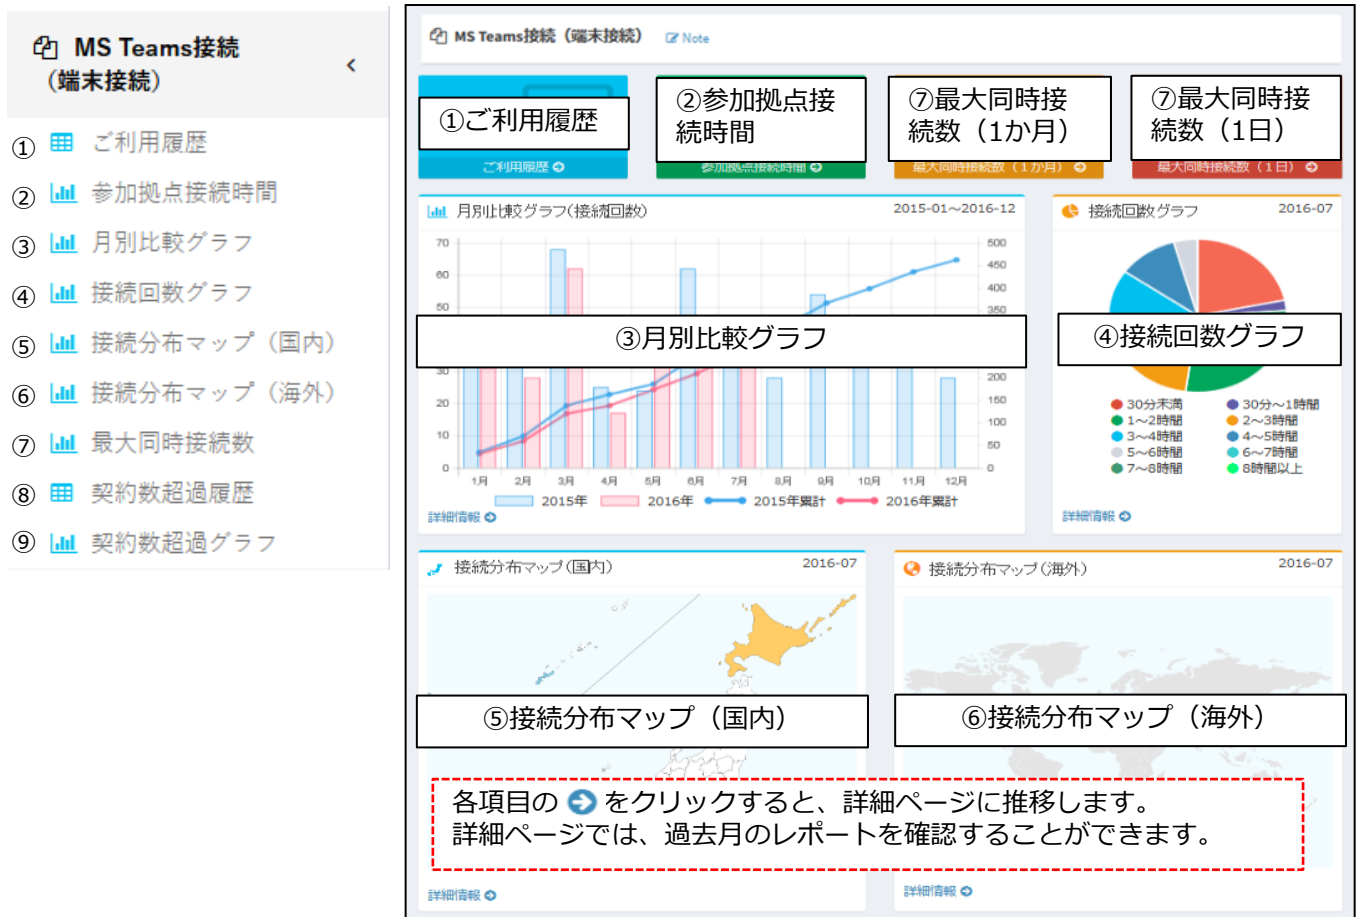 MS Teams接続
（端末接続）
① ご利用履歴
② 参加拠点接続時間
③ 月別比較グラフ
④ 接続回数グラフ
⑤ 接続分布マップ（国内）
⑥ 接続分布マップ（海外）
⑦ 最大同時接続数
⑧ 契約数超過履歴
⑨ 契約数超過グラフ
MS Teams接続（端末接続） Note
①ご利用履歴
ご利用履歴
②参加拠点接
続時間
参加拠点接続時間
⑦最大同時接
続数（1か月）
最大同時接続数（1か月）
⑦最大同時接
続数（1日）
最大同時接続数（1日）
月別比較グラフ(接続回数) 2015-01～2016-12
70 500
60 450
400
50 350
③月別比較グラフ
30 200
20 150
100
10 50
0 0
1月 2月 3月 4月 5月 6月 7月 8月 9月 10月 11月 12月
2015年 2016年 2015年累計 2016年累計
詳細情報
接続回数グラフ 2016-07
④接続回数グラフ
30分未満 30分～1時間
1～2時間 2～3時間
3～4時間 4～5時間
5～6時間 6～7時間
7～8時間 8時間以上
詳細情報
接続分布マップ(国内) 2016-07
⑤接続分布マップ（国内）
接続分布マップ(海外) 2016-07
⑥接続分布マップ（海外）
各項目の をクリックすると、詳細ページに推移します。
詳細ページでは、過去月のレポートを確認することができます。
詳細情報
詳細情報